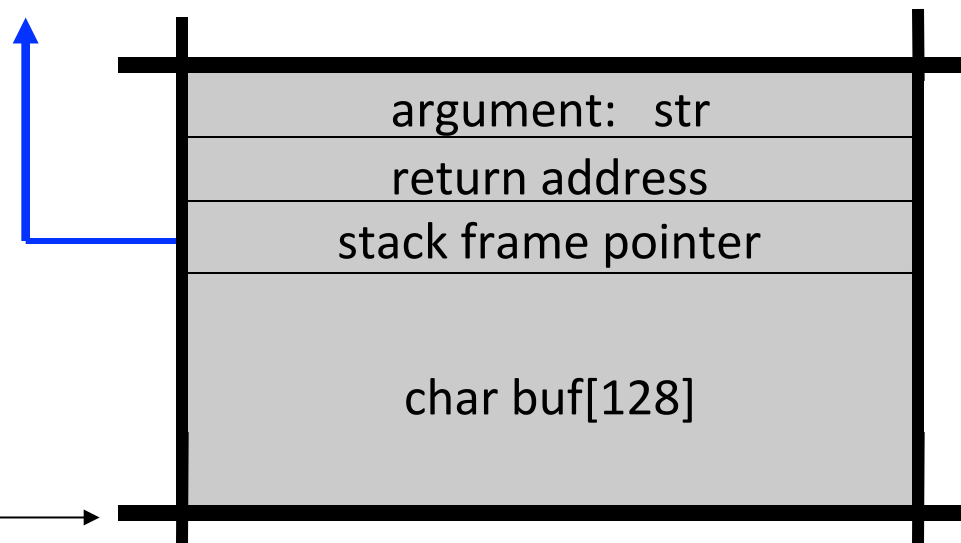 argument: str
return address
stack frame pointer
char buf[128]